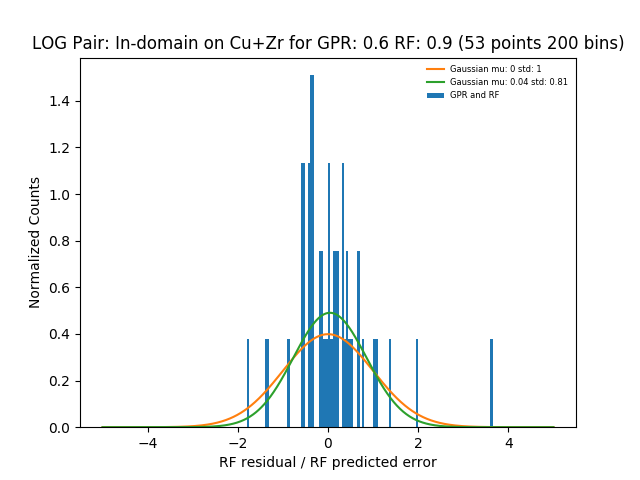 LOG Pair: In-domain on Cu+Zr for GPR: 0.6 RF: 0.9 (53 points 200 bins)
Gaussian mu: 0 std: 1
Gaussian mu: 0.04 std: 0.81
GPR and RF
Normalized Counts
1.4
1.2
1.0
0.8
0.6
0.4
0.2
0.0
−4
−2
0
2
4
RF residual / RF predicted error